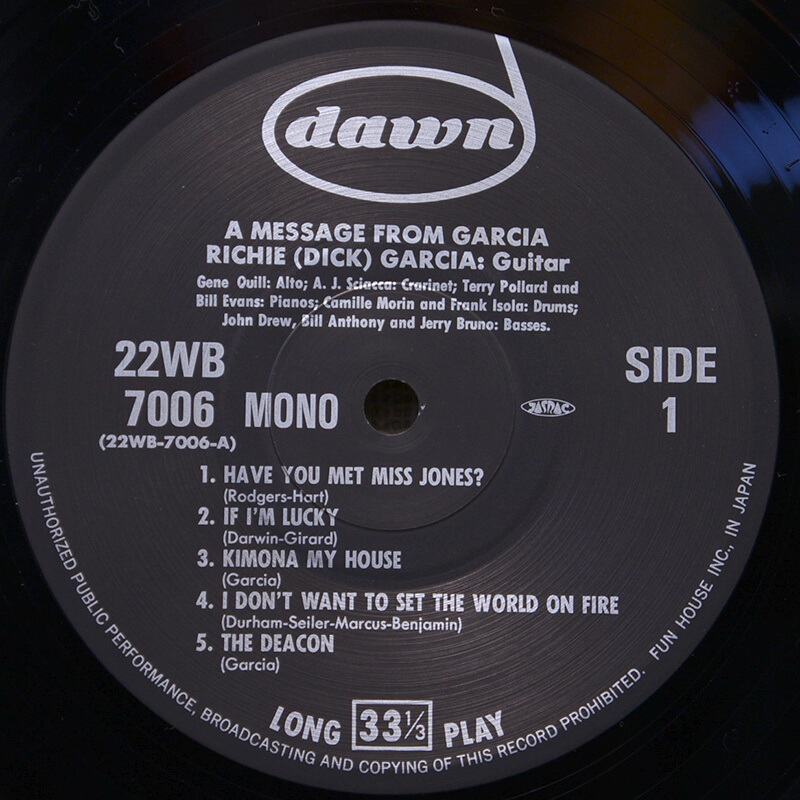 dawn
A MESSAGE FROM GARCIA
RICHIE (DICK) GARCIA: Guitar
Gene Quill: Alto; A. J. Sciacca: Crarinet; Terry Pollard and
Bill Evans: Pianos; Camille Morin and Frank Isola: Drums;
John Drew, Bill Anthony and Jerry Bruno: Basses.
22WB
7006 MONO
(22WB-7006-A)
SIDE
1
JASRAC
1. HAVE YOU MET MISS JONES?
(Rodgers-Hart)
2. IF I'M LUCKY
(Darwin-Girard)
3. KIMONA MY HOUSE
(Garcia)
4. I DON'T WANT TO SET THE WORLD ON FIRE
(Durham-Seiler-Marcus-Benjamin)
5. THE DEACON
(Garcia)
LONG 33 1/3 PLAY
UNAUTHORIZED PUBLIC PERFORMANCE, BROADCASTING AND COPYING OF THIS RECORD PROHIBITED. FUN HOUSE INC., IN JAPAN